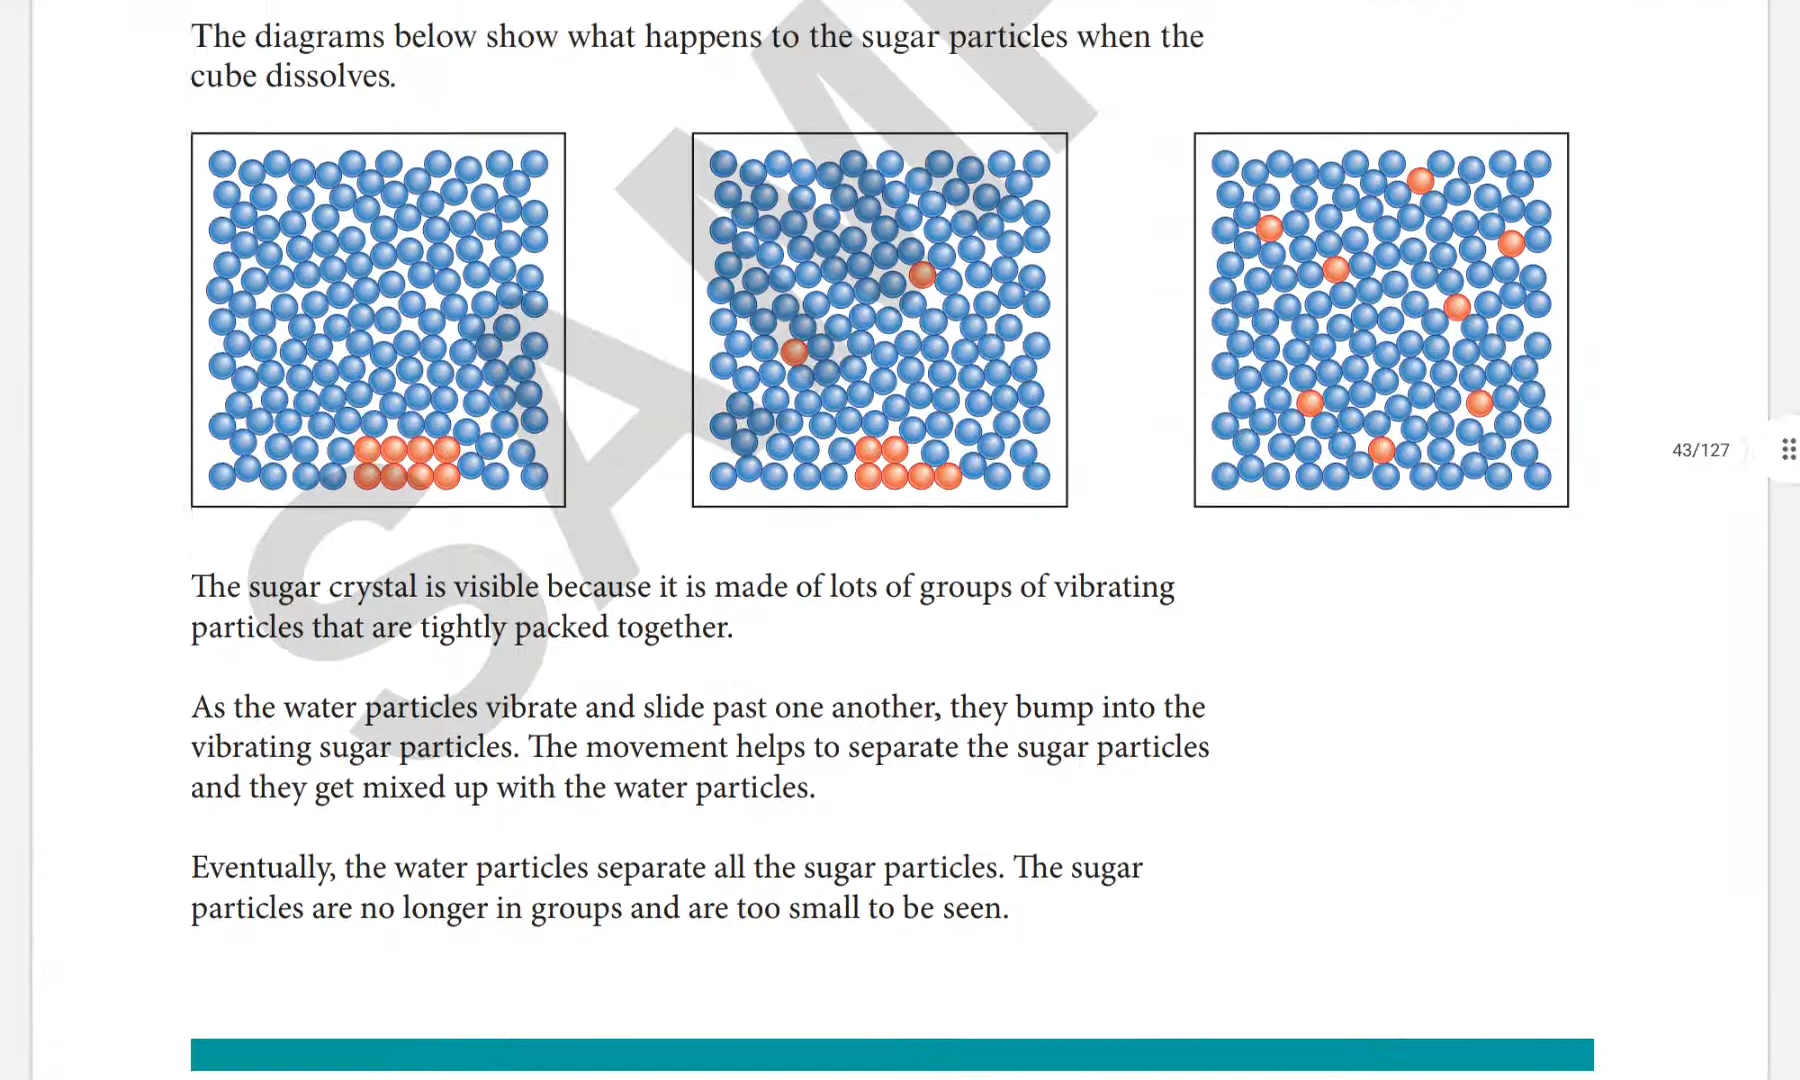 The diagrams below show what happens to the sugar particles when the
cube dissolves.
43/127
The sugar crystal is visible because it is made of lots of groups of vibrating
particles that are tightly packed together.
As the water particles vibrate and slide past one another, they bump into the
vibrating sugar particles. The movement helps to separate the sugar particles
and they get mixed up with the water particles.
Eventually, the water particles separate all the sugar particles. The sugar
particles are no longer in groups and are too small to be seen.